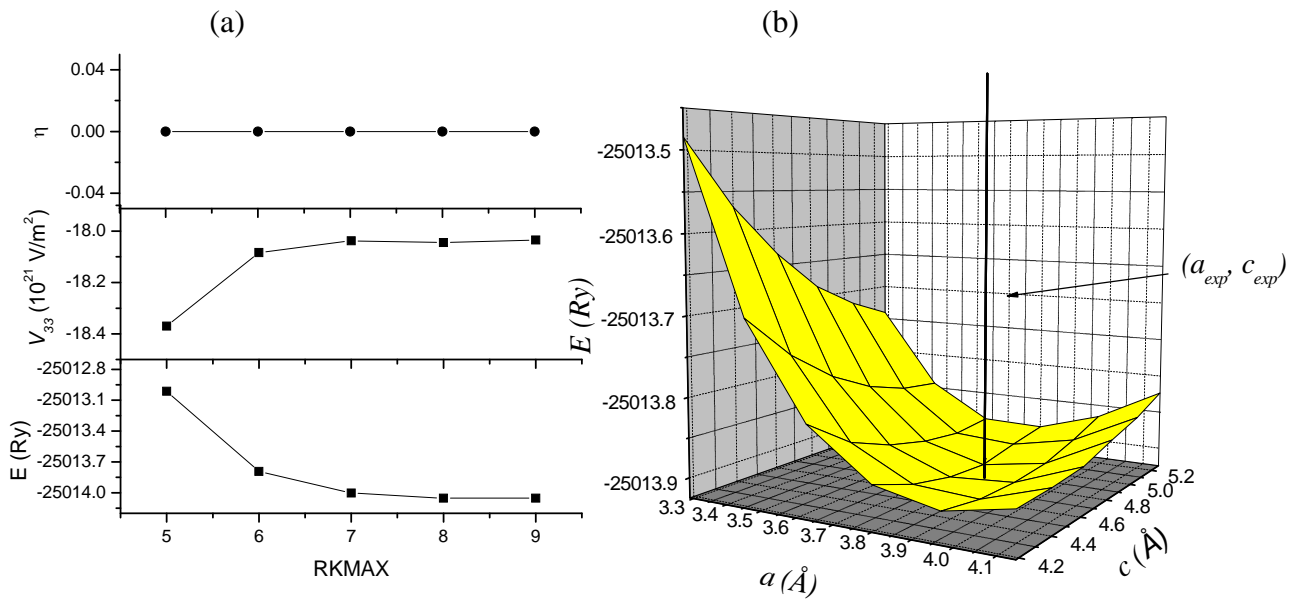 (a)
0.04
0.00
-0.04
η
-18.0
-18.2
-18.4
V33 (10^21 V/m^2)
-25012.8
-25013.1
-25013.4
-25013.7
-25014.0
E (Ry)
5 6 7 8 9
RKMAX
(b)
-25013.5
-25013.6
-25013.7
-25013.8
-25013.9
E (Ry)
(a_exp, c_exp)
3.3 3.4 3.5 3.6 3.7 3.8 3.9 4.0 4.1
a (Å)
4.2 4.4 4.6 4.8 5.0 5.2
c (Å)